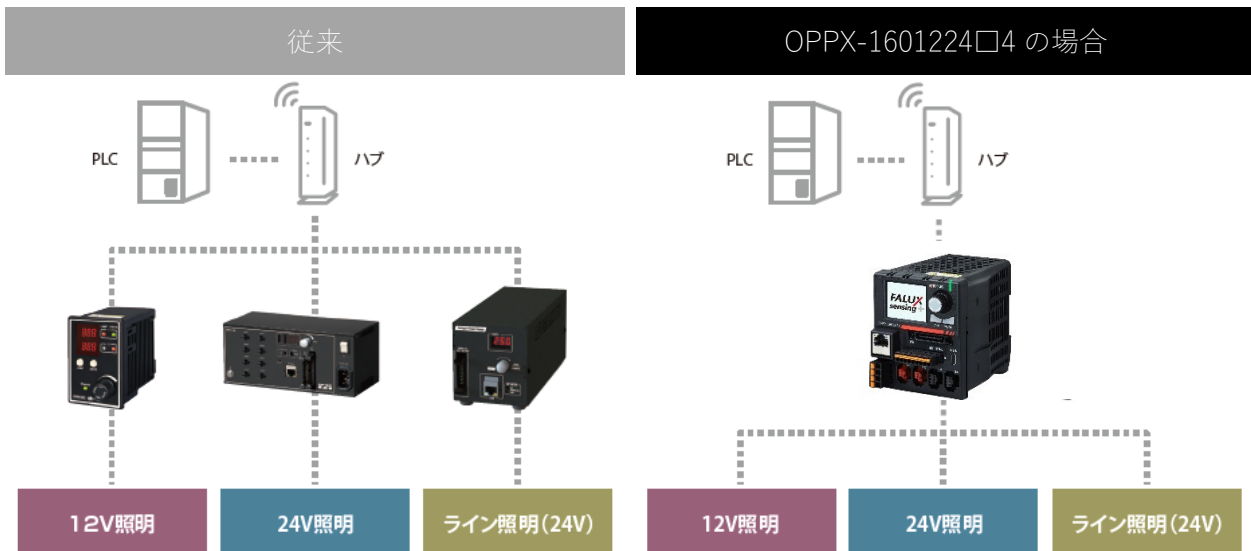 従来
OPPX-1601224□4 の場合
PLC
ハブ
PLC
ハブ
FALUX
sensing+
12V照明
24V照明
ライン照明(24V)
12V照明
24V照明
ライン照明(24V)